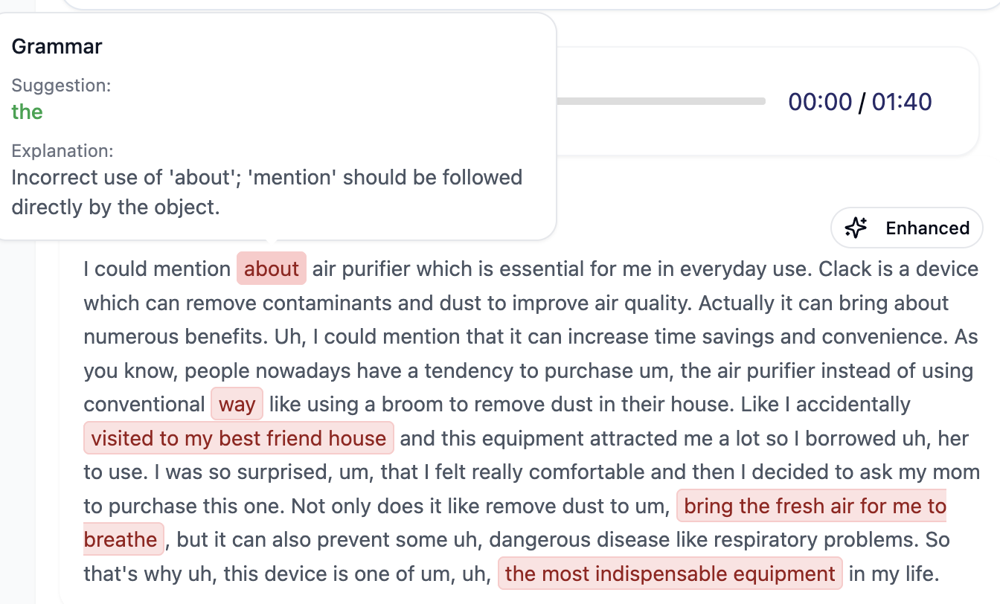 Grammar
Suggestion:
the
Explanation:
Incorrect use of 'about'; 'mention' should be followed
directly by the object.
00:00 / 01:40
Enhanced
I could mention about air purifier which is essential for me in everyday use. Clack is a device
which can remove contaminants and dust to improve air quality. Actually it can bring about
numerous benefits. Uh, I could mention that it can increase time savings and convenience. As
you know, people nowadays have a tendency to purchase um, the air purifier instead of using
conventional way like using a broom to remove dust in their house. Like I accidentally
visited to my best friend house and this equipment attracted me a lot so I borrowed uh, her
to use. I was so surprised, um, that I felt really comfortable and then I decided to ask my mom
to purchase this one. Not only does it like remove dust to um, bring the fresh air for me to
breathe, but it can also prevent some uh, dangerous disease like respiratory problems. So
that's why uh, this device is one of um, uh, the most indispensable equipment in my life.